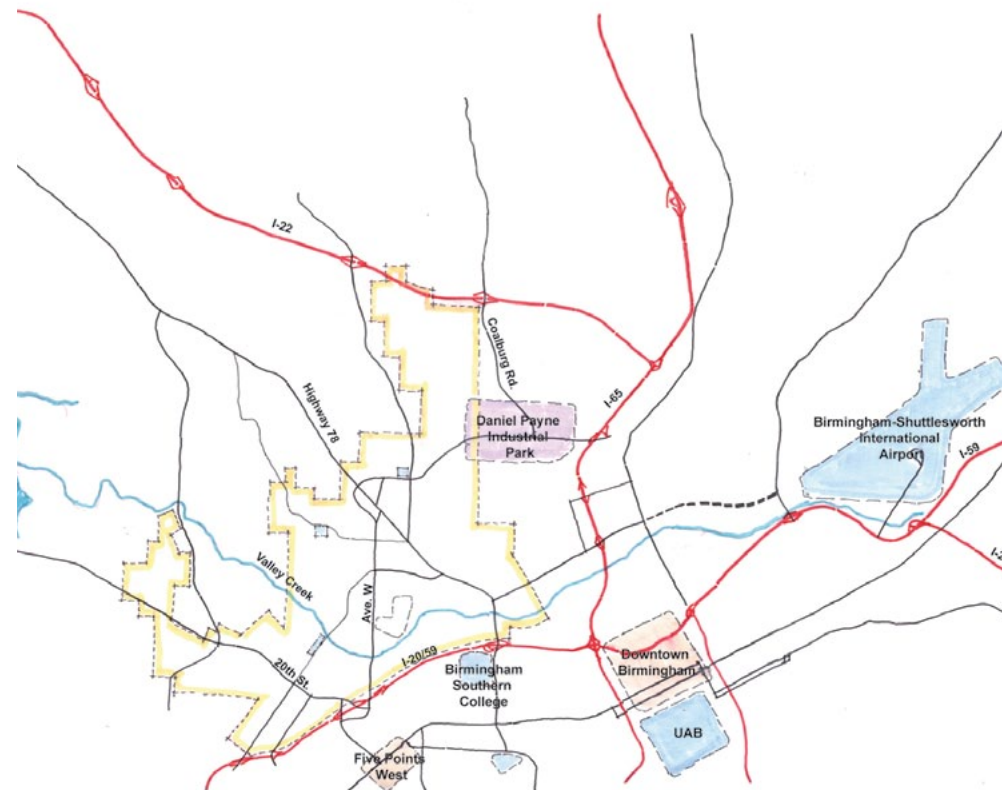 I-22
Coalburg Rd.
Highway 78
I-65
Daniel Payne
Industrial
Park
Birmingham-Shuttlesworth
International
Airport
I-59
Valley Creek
Ave. W
I-20/59
20th St.
Birmingham
Southern
College
Downtown
Birmingham
UAB
Five Points
West